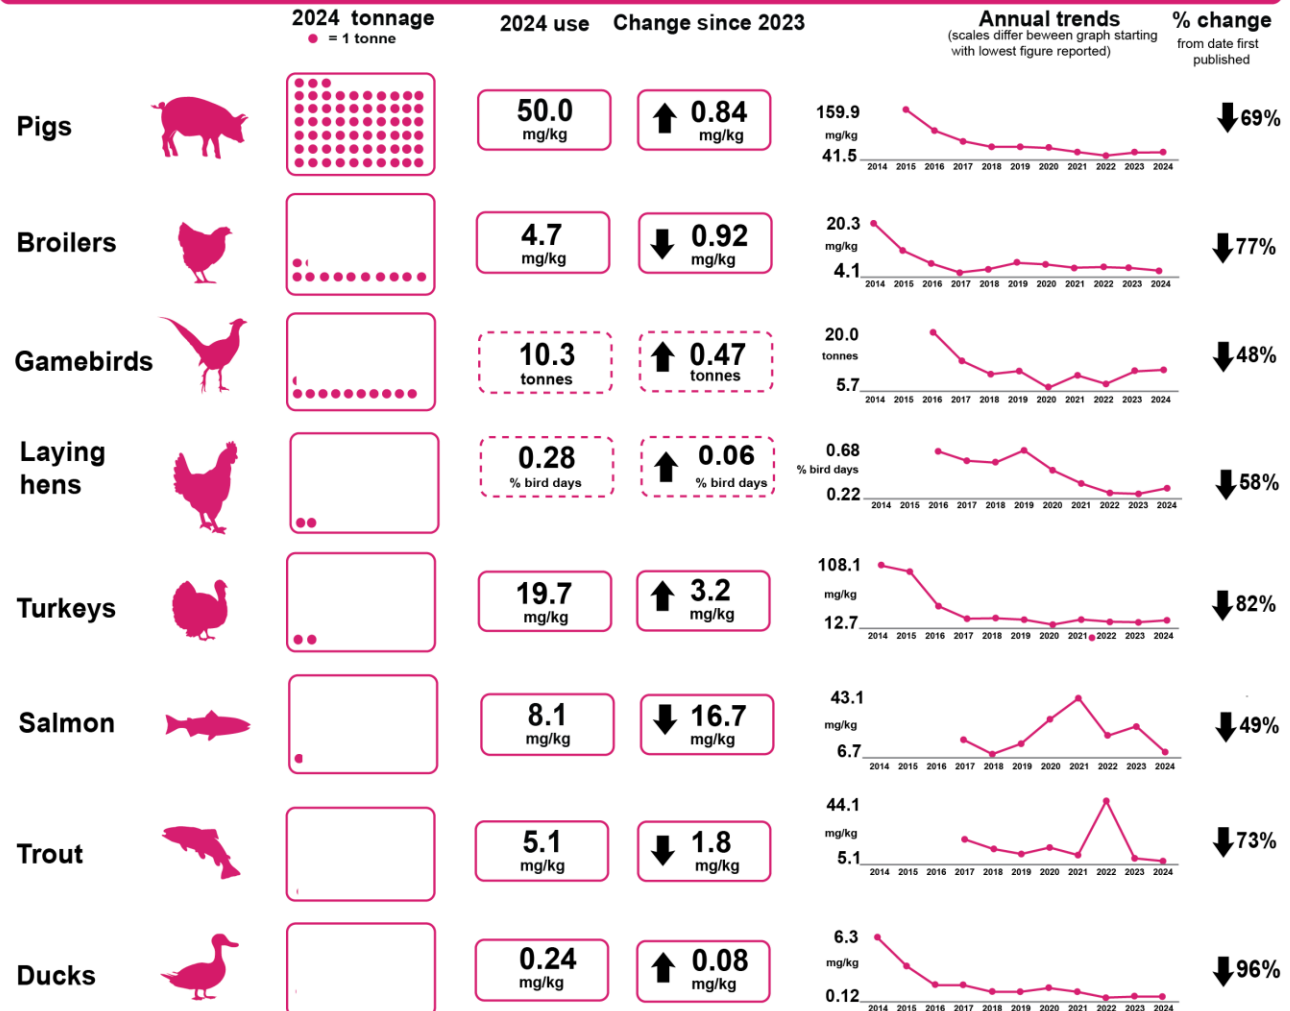 2024 tonnage
= 1 tonne
2024 use
Change since 2023
Annual trends
(scales differ beween graph starting
with lowest figure reported)
% change
from date first
published
Pigs
50.0
mg/kg
0.84
mg/kg
159.9
mg/kg
41.5
2014 2015 2016 2017 2018 2019 2020 2021 2022 2023 2024
69%
Broilers
4.7
mg/kg
0.92
mg/kg
20.3
mg/kg
4.1
2014 2015 2016 2017 2018 2019 2020 2021 2022 2023 2024
77%
Gamebirds
10.3
tonnes
0.47
tonnes
20.0
tonnes
5.7
2014 2015 2016 2017 2018 2019 2020 2021 2022 2023 2024
48%
Laying
hens
0.28
% bird days
0.06
% bird days
0.68
% bird days
0.22
2014 2015 2016 2017 2018 2019 2020 2021 2022 2023 2024
58%
Turkeys
19.7
mg/kg
3.2
mg/kg
108.1
mg/kg
12.7
2014 2015 2016 2017 2018 2019 2020 2021 2022 2023 2024
82%
Salmon
8.1
mg/kg
16.7
mg/kg
43.1
mg/kg
6.7
2014 2015 2016 2017 2018 2019 2020 2021 2022 2023 2024
49%
Trout
5.1
mg/kg
1.8
mg/kg
44.1
mg/kg
5.1
2014 2015 2016 2017 2018 2019 2020 2021 2022 2023 2024
73%
Ducks
0.24
mg/kg
0.08
mg/kg
6.3
mg/kg
0.12
2014 2015 2016 2017 2018 2019 2020 2021 2022 2023 2024
96%